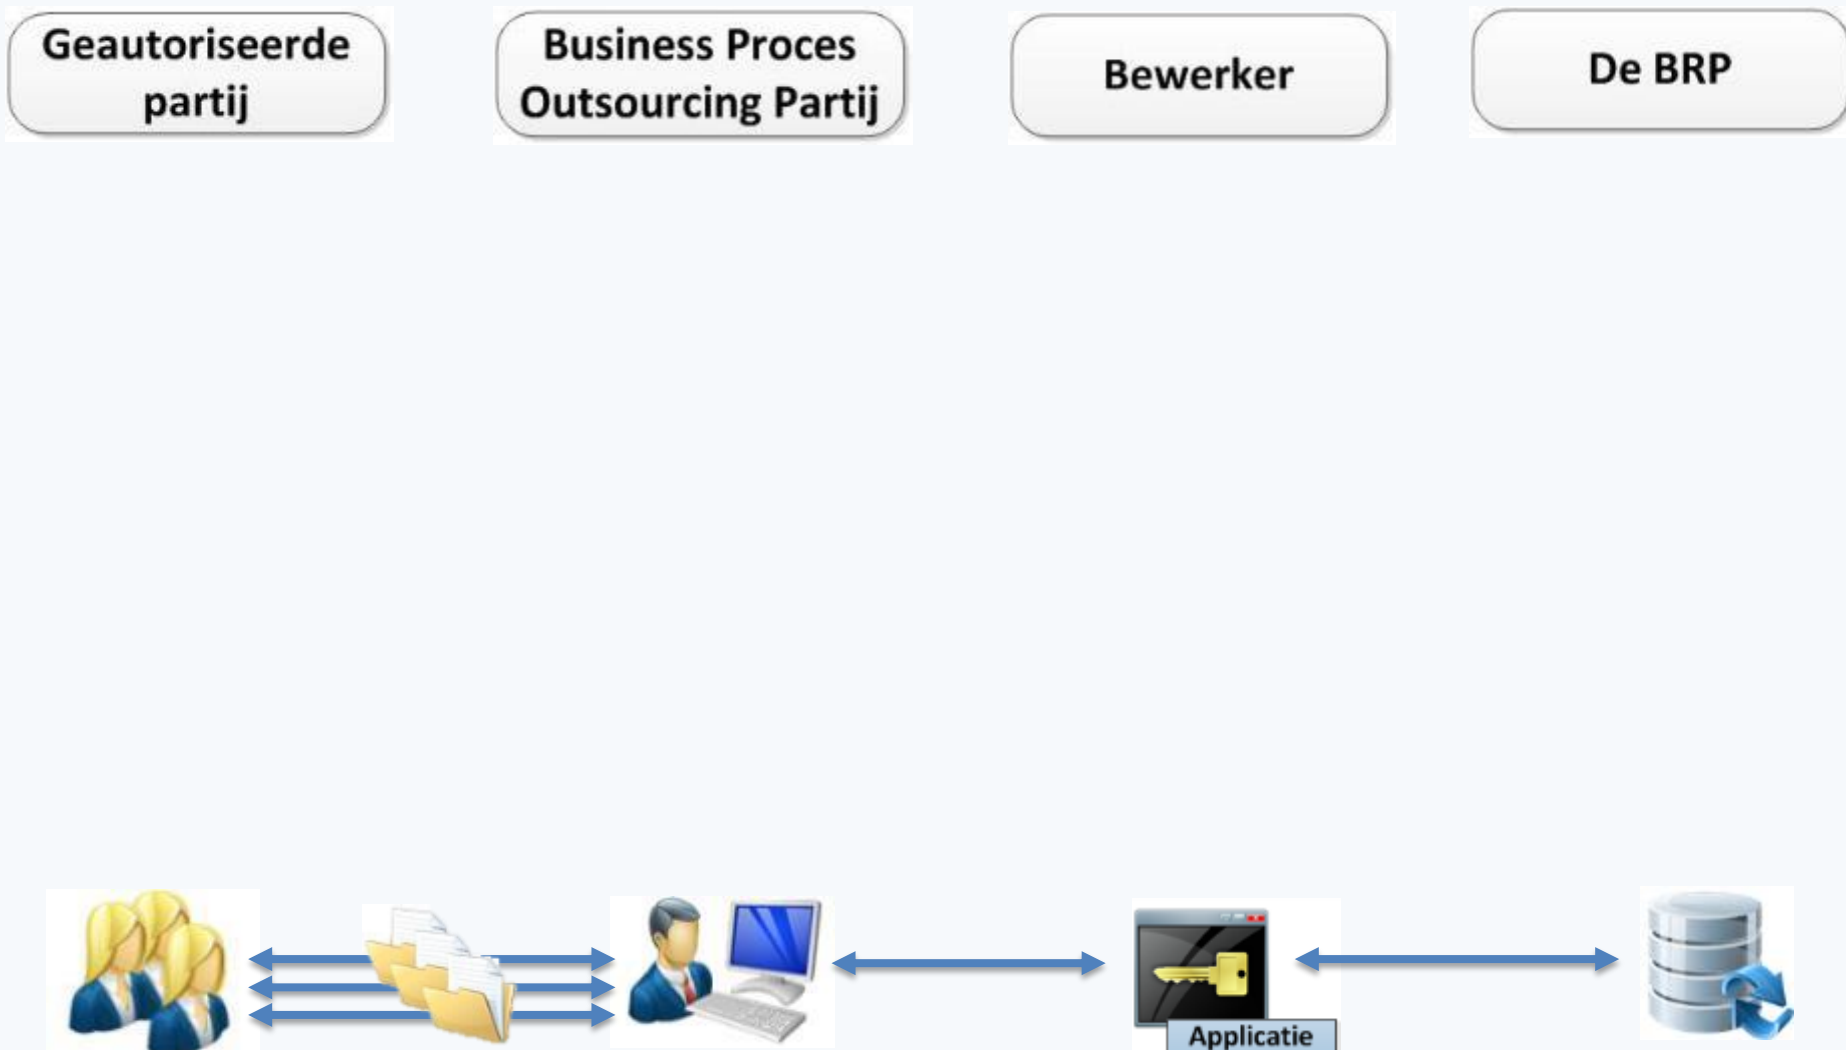 Geautoriseerde
partij
Business Proces
Outsourcing Partij
Bewerker
De BRP
Applicatie